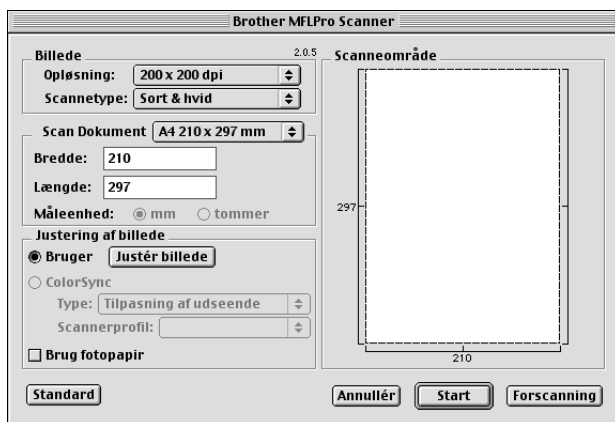 Brother MFLPro Scanner
Billede 2.0.5
Opløsning: 200 x 200 dpi
Scannetype: Sort & hvid
Scan Dokument A4 210 x 297 mm
Bredde: 210
Længde: 297
Måleenhed: mm tommer
Justering af billede
Bruger Justér billede
ColorSync
Type: Tilpasning af udseende
Scannerprofil:
Brug fotopapir
Scanneområde
297
210
Standard Annullér Start Forscanning